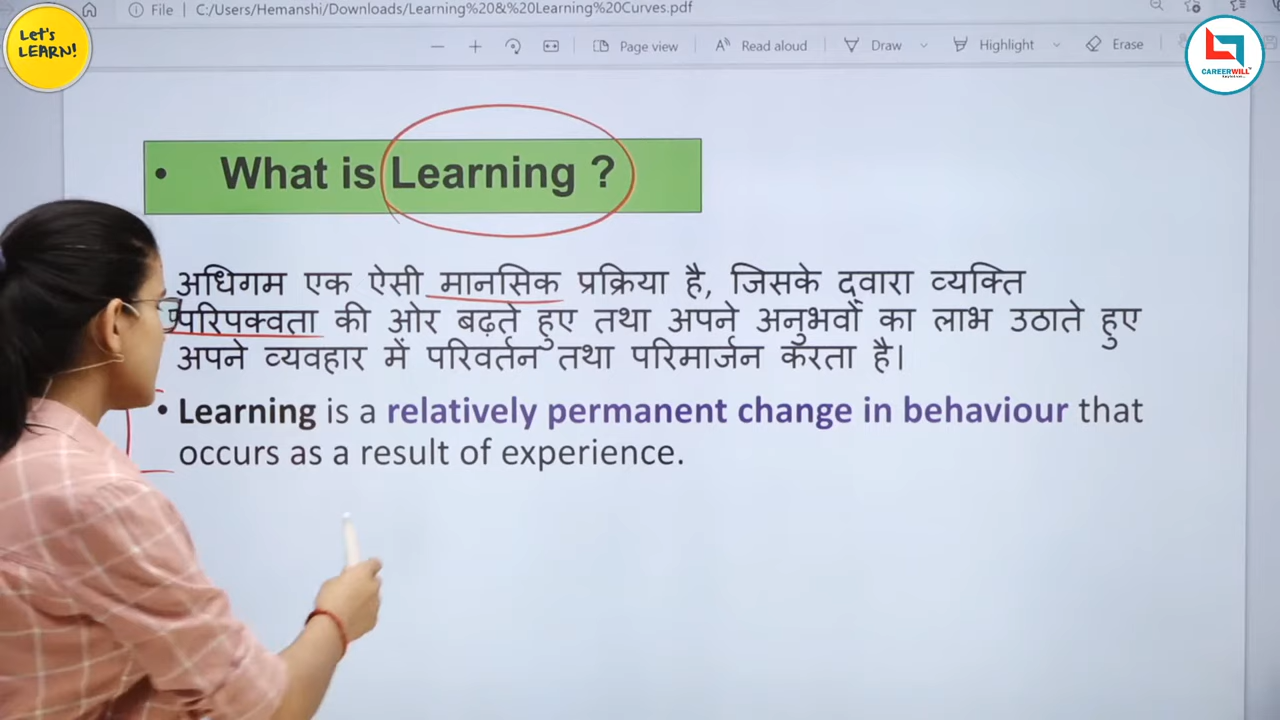 Let's
LEARN!
File | C:/Users/Hemanshi/Downloads/Learning%20&%20Learning%20Curves.pdf
Page view
Read aloud
Draw
Highlight
Erase
CAREERWILL
• What is Learning ?
अधिगम एक ऐसी मानसिक प्रक्रिया है, जिसके द्वारा व्यक्ति
परिपक्वता की ओर बढ़ते हुए तथा अपने अनुभवों का लाभ उठाते हुए
अपने व्यवहार में परिवर्तन तथा परिमार्जन करता है।
• Learning is a relatively permanent change in behaviour that
occurs as a result of experience.